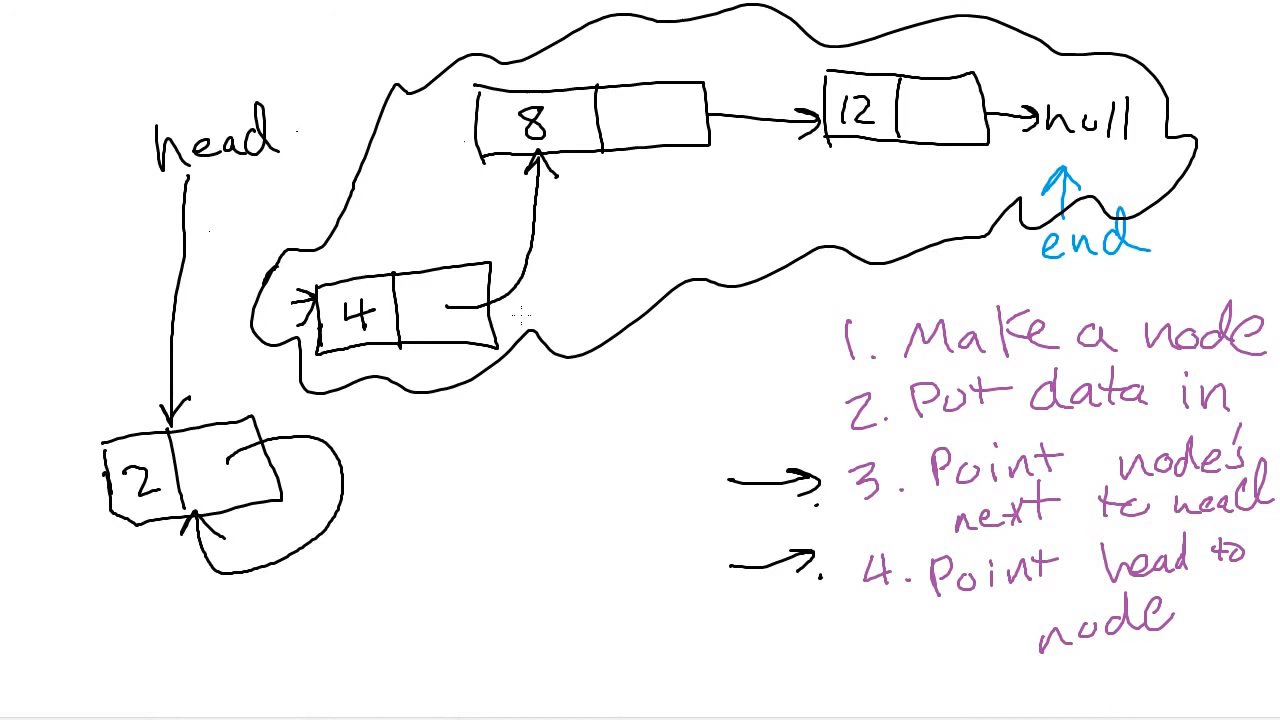 head
8
12
null
end
4
2
1. Make a node
2. Put data in
3. Point node's
next to head
4. Point head to
node